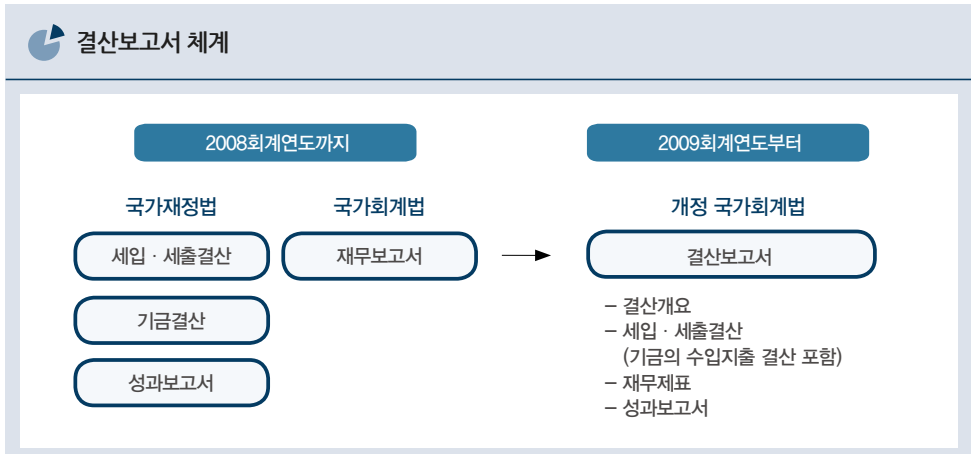 결산보고서 체계
2008회계연도까지
2009회계연도부터
국가재정법
국가회계법
개정 국가회계법
세입 · 세출결산
재무보고서
결산보고서
기금결산
성과보고서
– 결산개요
– 세입 · 세출결산
(기금의 수입지출 결산 포함)
– 재무제표
– 성과보고서